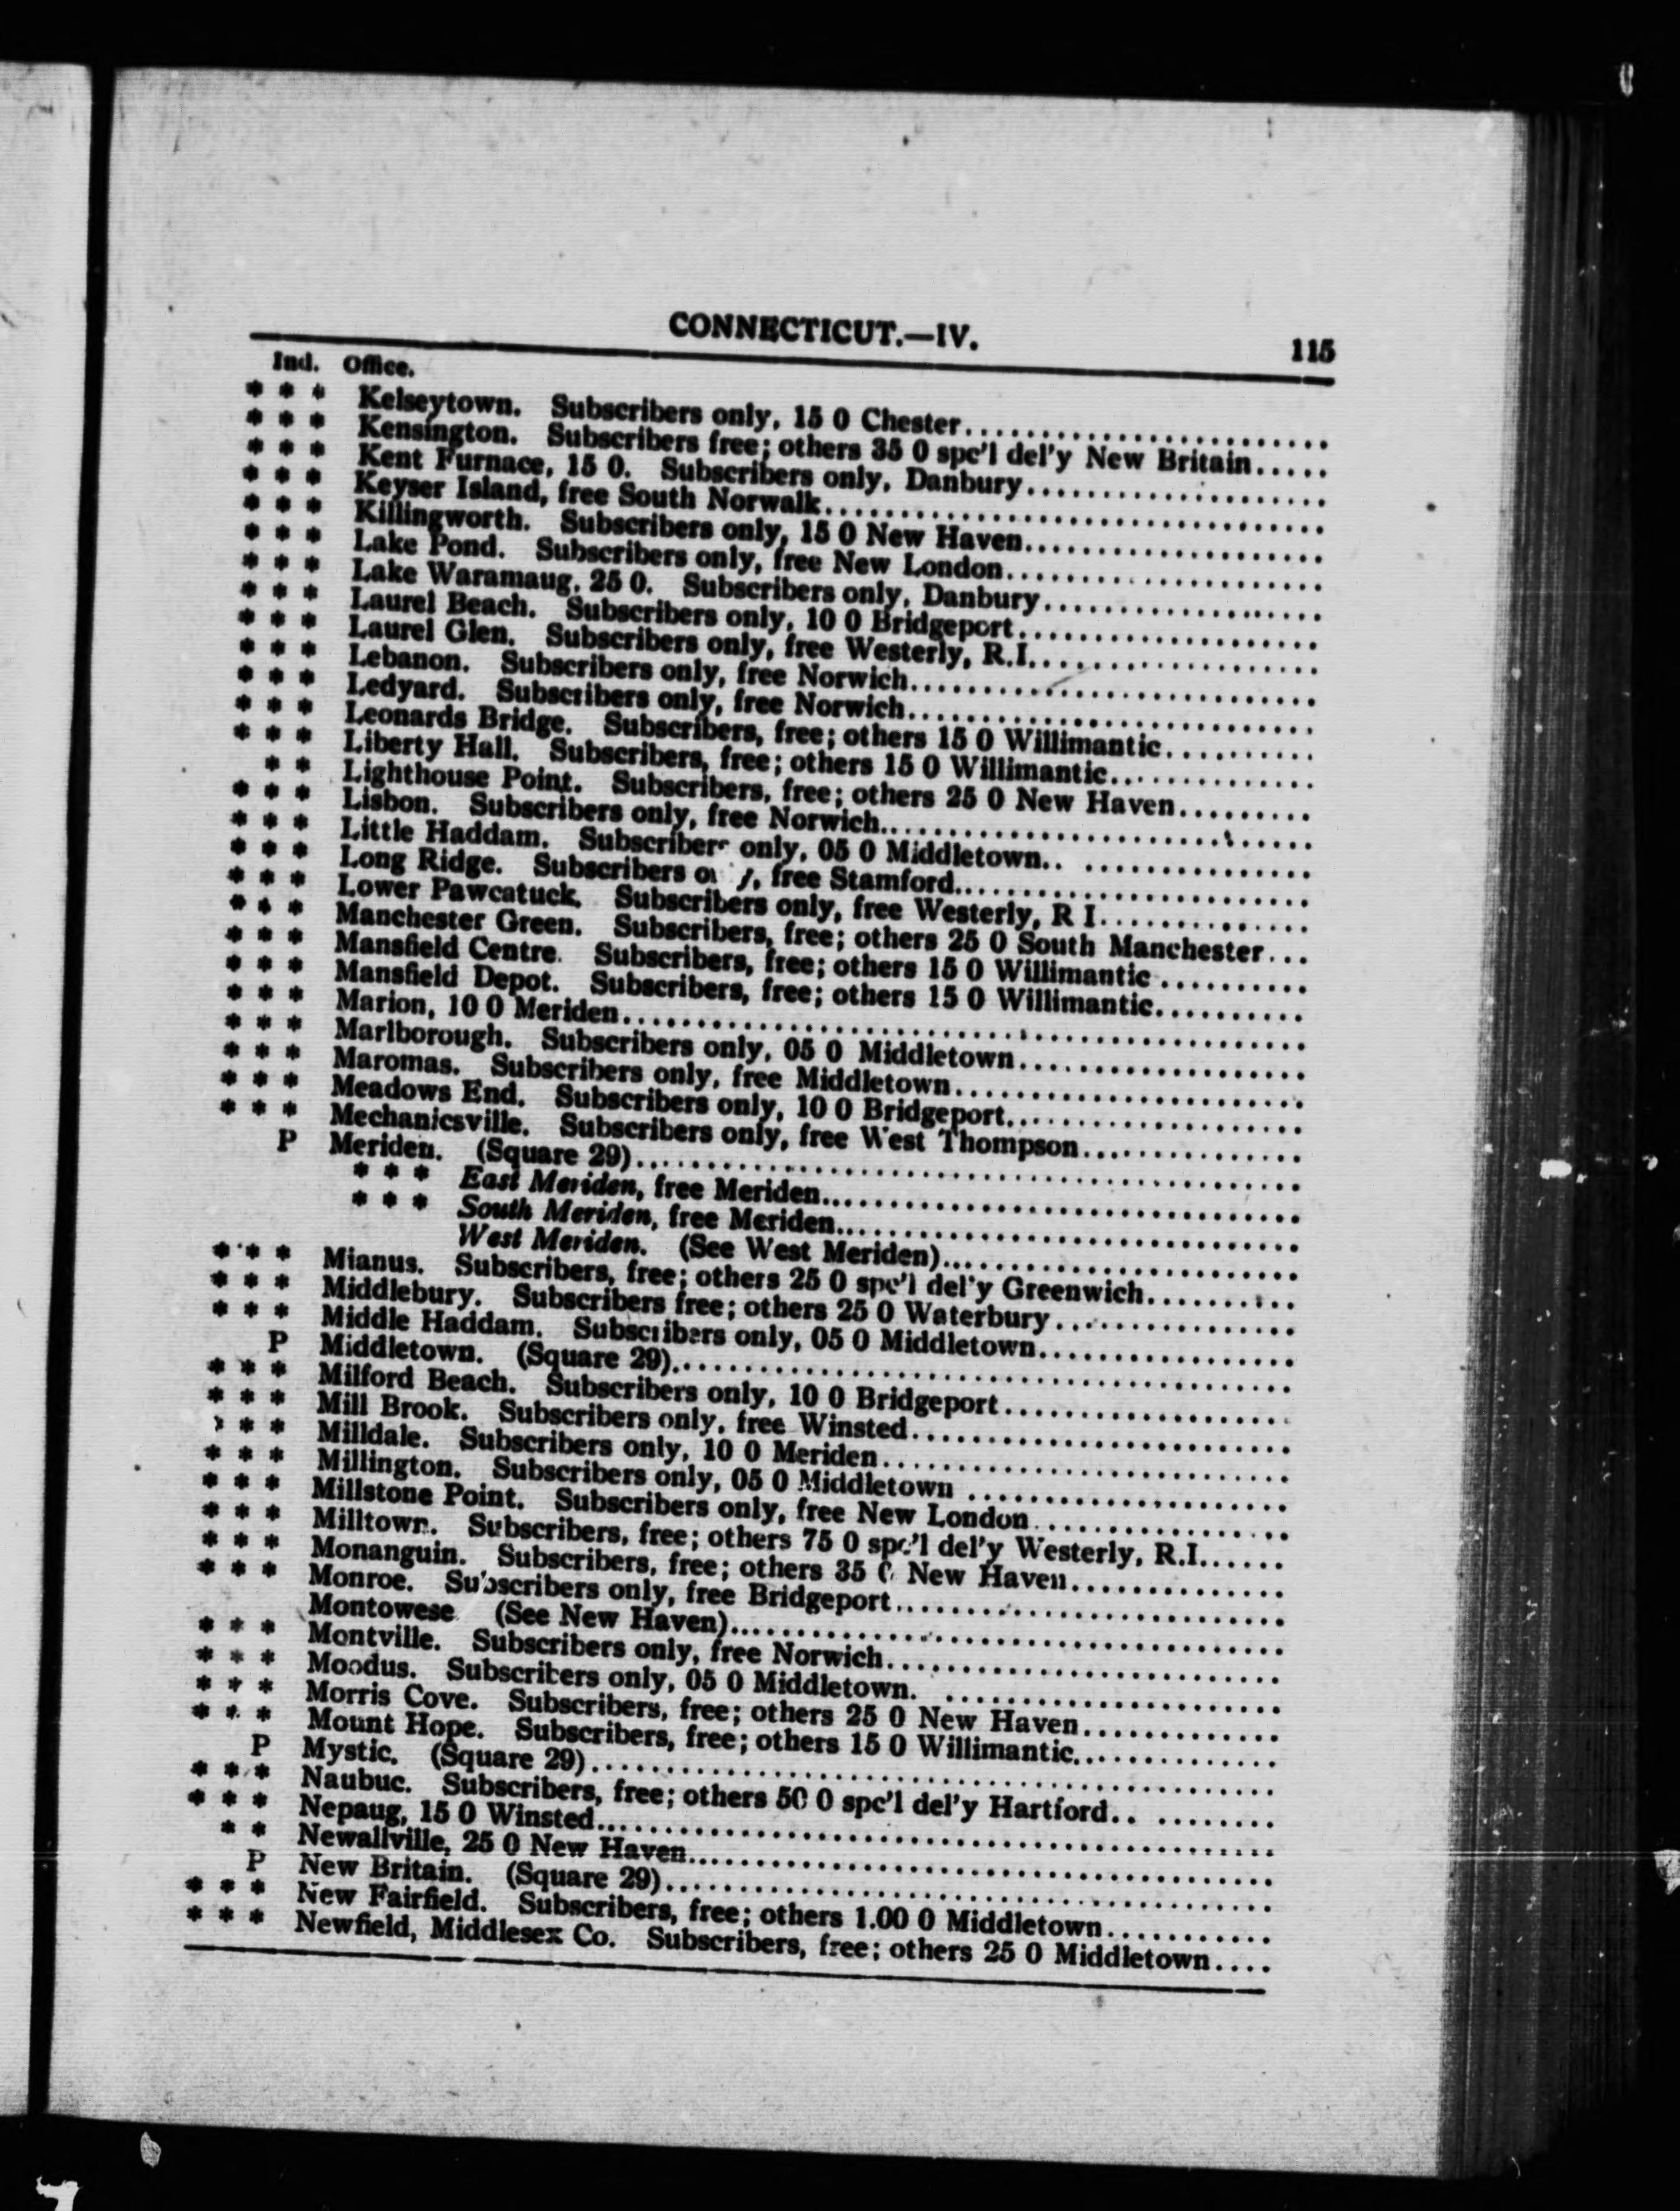 CONNECTICUT.—IV. 115
Ind. Office.
* * * Kelseytown. Subscribers only, 15 0 Chester
* * * Kensington. Subscribers free; others 35 0 spc'l del'y New Britain
* * * Kent Furnace, 15 0. Subscribers only, Danbury
* * * Keyser Island, free South Norwalk
* * * Killingworth. Subscribers only, 15 0 New Haven
* * * Lake Pond. Subscribers only, free New London
* * * Lake Waramaug, 25 0. Subscribers only, Danbury
* * * Laurel Beach. Subscribers only, 10 0 Bridgeport
* * * Laurel Glen. Subscribers only, free Westerly, R.I.
* * * Lebanon. Subscribers only, free Norwich
* * * Ledyard. Subscribers only, free Norwich
* * * Leonards Bridge. Subscribers, free; others 15 0 Willimantic
* * * Liberty Hall. Subscribers, free; others 15 0 Willimantic
* * Lighthouse Point. Subscribers, free; others 25 0 New Haven
* * * Lisbon. Subscribers only, free Norwich
* * * Little Haddam. Subscribers only, 05 0 Middletown
* * * Long Ridge. Subscribers only, free Stamford
* * * Lower Pawcatuck. Subscribers only, free Westerly, R I
* * * Manchester Green. Subscribers, free; others 25 0 South Manchester
* * * Mansfield Centre. Subscribers, free; others 15 0 Willimantic
* * * Mansfield Depot. Subscribers, free; others 15 0 Willimantic
* * * Marion, 10 0 Meriden
* * * Marlborough. Subscribers only, 05 0 Middletown
* * * Maromas. Subscribers only, free Middletown
* * * Meadows End. Subscribers only, 10 0 Bridgeport
* * * Mechanicsville. Subscribers only, free West Thompson
P Meriden. (Square 29)
* * * East Meriden, free Meriden
* * * South Meriden, free Meriden
West Meriden. (See West Meriden)
* * * Mianus. Subscribers, free; others 25 0 spc'l del'y Greenwich
* * * Middlebury. Subscribers free; others 25 0 Waterbury
* * * Middle Haddam. Subscribers only, 05 0 Middletown
P Middletown. (Square 29)
* * * Milford Beach. Subscribers only, 10 0 Bridgeport
* * * Mill Brook. Subscribers only, free Winsted
* * * Milldale. Subscribers only, 10 0 Meriden
* * * Millington. Subscribers only, 05 0 Middletown
* * * Millstone Point. Subscribers only, free New London
* * * Milltown. Subscribers, free; others 75 0 spc'l del'y Westerly, R.I.
* * * Monanguin. Subscribers, free; others 35 0 New Haven
* * * Monroe. Subscribers only, free Bridgeport
Montowese (See New Haven)
* * * Montville. Subscribers only, free Norwich
* * * Moodus. Subscribers only, 05 0 Middletown.
* * * Morris Cove. Subscribers, free; others 25 0 New Haven
* * * Mount Hope. Subscribers, free; others 15 0 Willimantic
P Mystic. (Square 29)
* * * Naubuc. Subscribers, free; others 50 0 spc'l del'y Hartford
* * * Nepaug, 15 0 Winsted
* * Newallville, 25 0 New Haven
P New Britain. (Square 29)
* * * New Fairfield. Subscribers, free; others 1.00 0 Middletown
* * * Newfield, Middlesex Co. Subscribers, free; others 25 0 Middletown